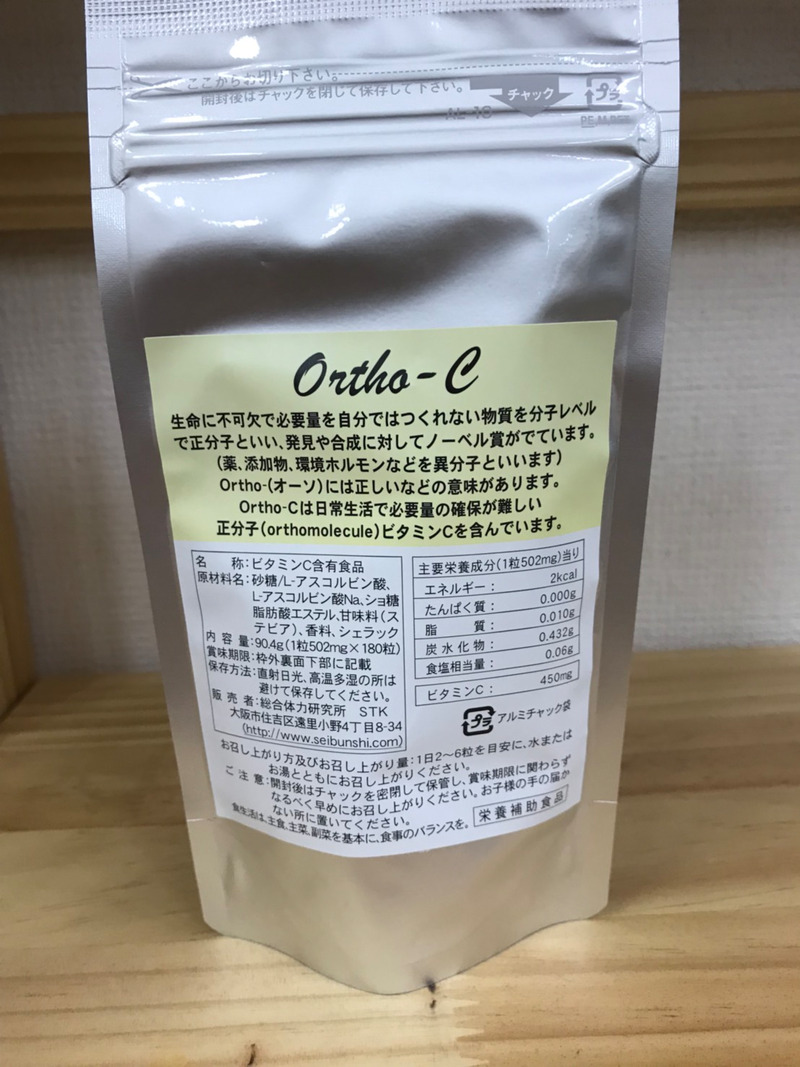 ここからお切り下さい。
開封後はチャックを閉じて保存して下さい。
チャック
プラ
AL-10
PE.M.PET
Ortho-C
生命に不可欠で必要量を自分ではつくれない物質を分子レベル
で正分子といい、発見や合成に対してノーベル賞がでています。
(薬、添加物、環境ホルモンなどを異分子といいます)
Ortho-(オーソ)には正しいなどの意味があります。
Ortho-Cは日常生活で必要量の確保が難しい
正分子(orthomolecule)ビタミンCを含んでいます。
名称:ビタミンC含有食品
原材料名:砂糖/L-アスコルビン酸、
L-アスコルビン酸Na、ショ糖
脂肪酸エステル、甘味料(ス
テビア)、香料、シェラック
内容量:90.4g(1粒502mg×180粒)
賞味期限:枠外裏面下部に記載
保存方法:直射日光、高温多湿の所は
避けて保存してください。
販売者:総合体力研究所 STK
大阪市住吉区遠里小野4丁目8-34
(http://www.seibunshi.com)
主要栄養成分(1粒502mg)当り
エネルギー: 2kcal
たんぱく質: 0.000g
脂質: 0.010g
炭水化物: 0.432g
食塩相当量: 0.06g
ビタミンC: 450mg
プラ アルミチャック袋
お召し上がり方及びお召し上がり量:1日2～6粒を目安に、水または
お湯とともにお召し上がりください。
ご注意:開封後はチャックを密閉して保管し、賞味期限に関わらず
なるべく早めにお召し上がりください。お子様の手の届か
ない所に置いてください。
食生活は、主食、主菜、副菜を基本に、食事のバランスを。
栄養補助食品